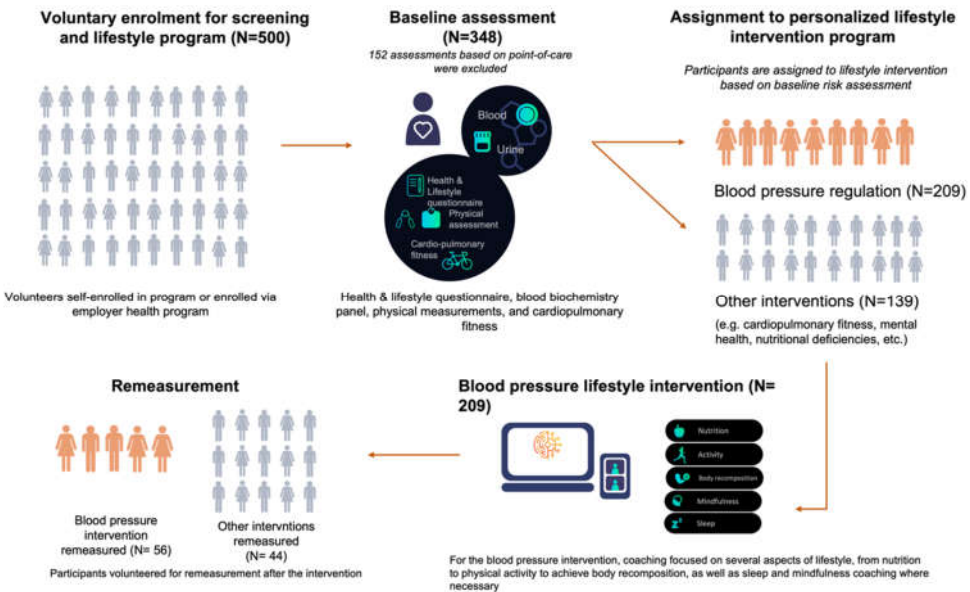 Voluntary enrolment for screening
and lifestyle program (N=500)
Volunteers self-enrolled in program or enrolled via
employer health program
Baseline assessment
(N=348)
152 assessments based on point-of-care
were excluded
Blood
Urine
Health &
Lifestyle
questionnaire
Physical
assessment
Cardio-pulmonary
fitness
Health & lifestyle questionnaire, blood biochemistry
panel, physical measurements, and cardiopulmonary
fitness
Assignment to personalized lifestyle
intervention program
Participants are assigned to lifestyle intervention
based on baseline risk assessment
Blood pressure regulation (N=209)
Other interventions (N=139)
(e.g. cardiopulmonary fitness, mental
health, nutritional deficiencies, etc.)
Blood pressure lifestyle intervention (N=
209)
Nutrition
Activity
Body recomposition
Mindfulness
Sleep
For the blood pressure intervention, coaching focused on several aspects of lifestyle, from nutrition
to physical activity to achieve body recomposition, as well as sleep and mindfulness coaching where
necessary
Remeasurement
Blood pressure
intervention
remeasured (N= 56)
Other intervntions
remeasured
(N= 44)
Participants volunteered for remeasurement after the intervention